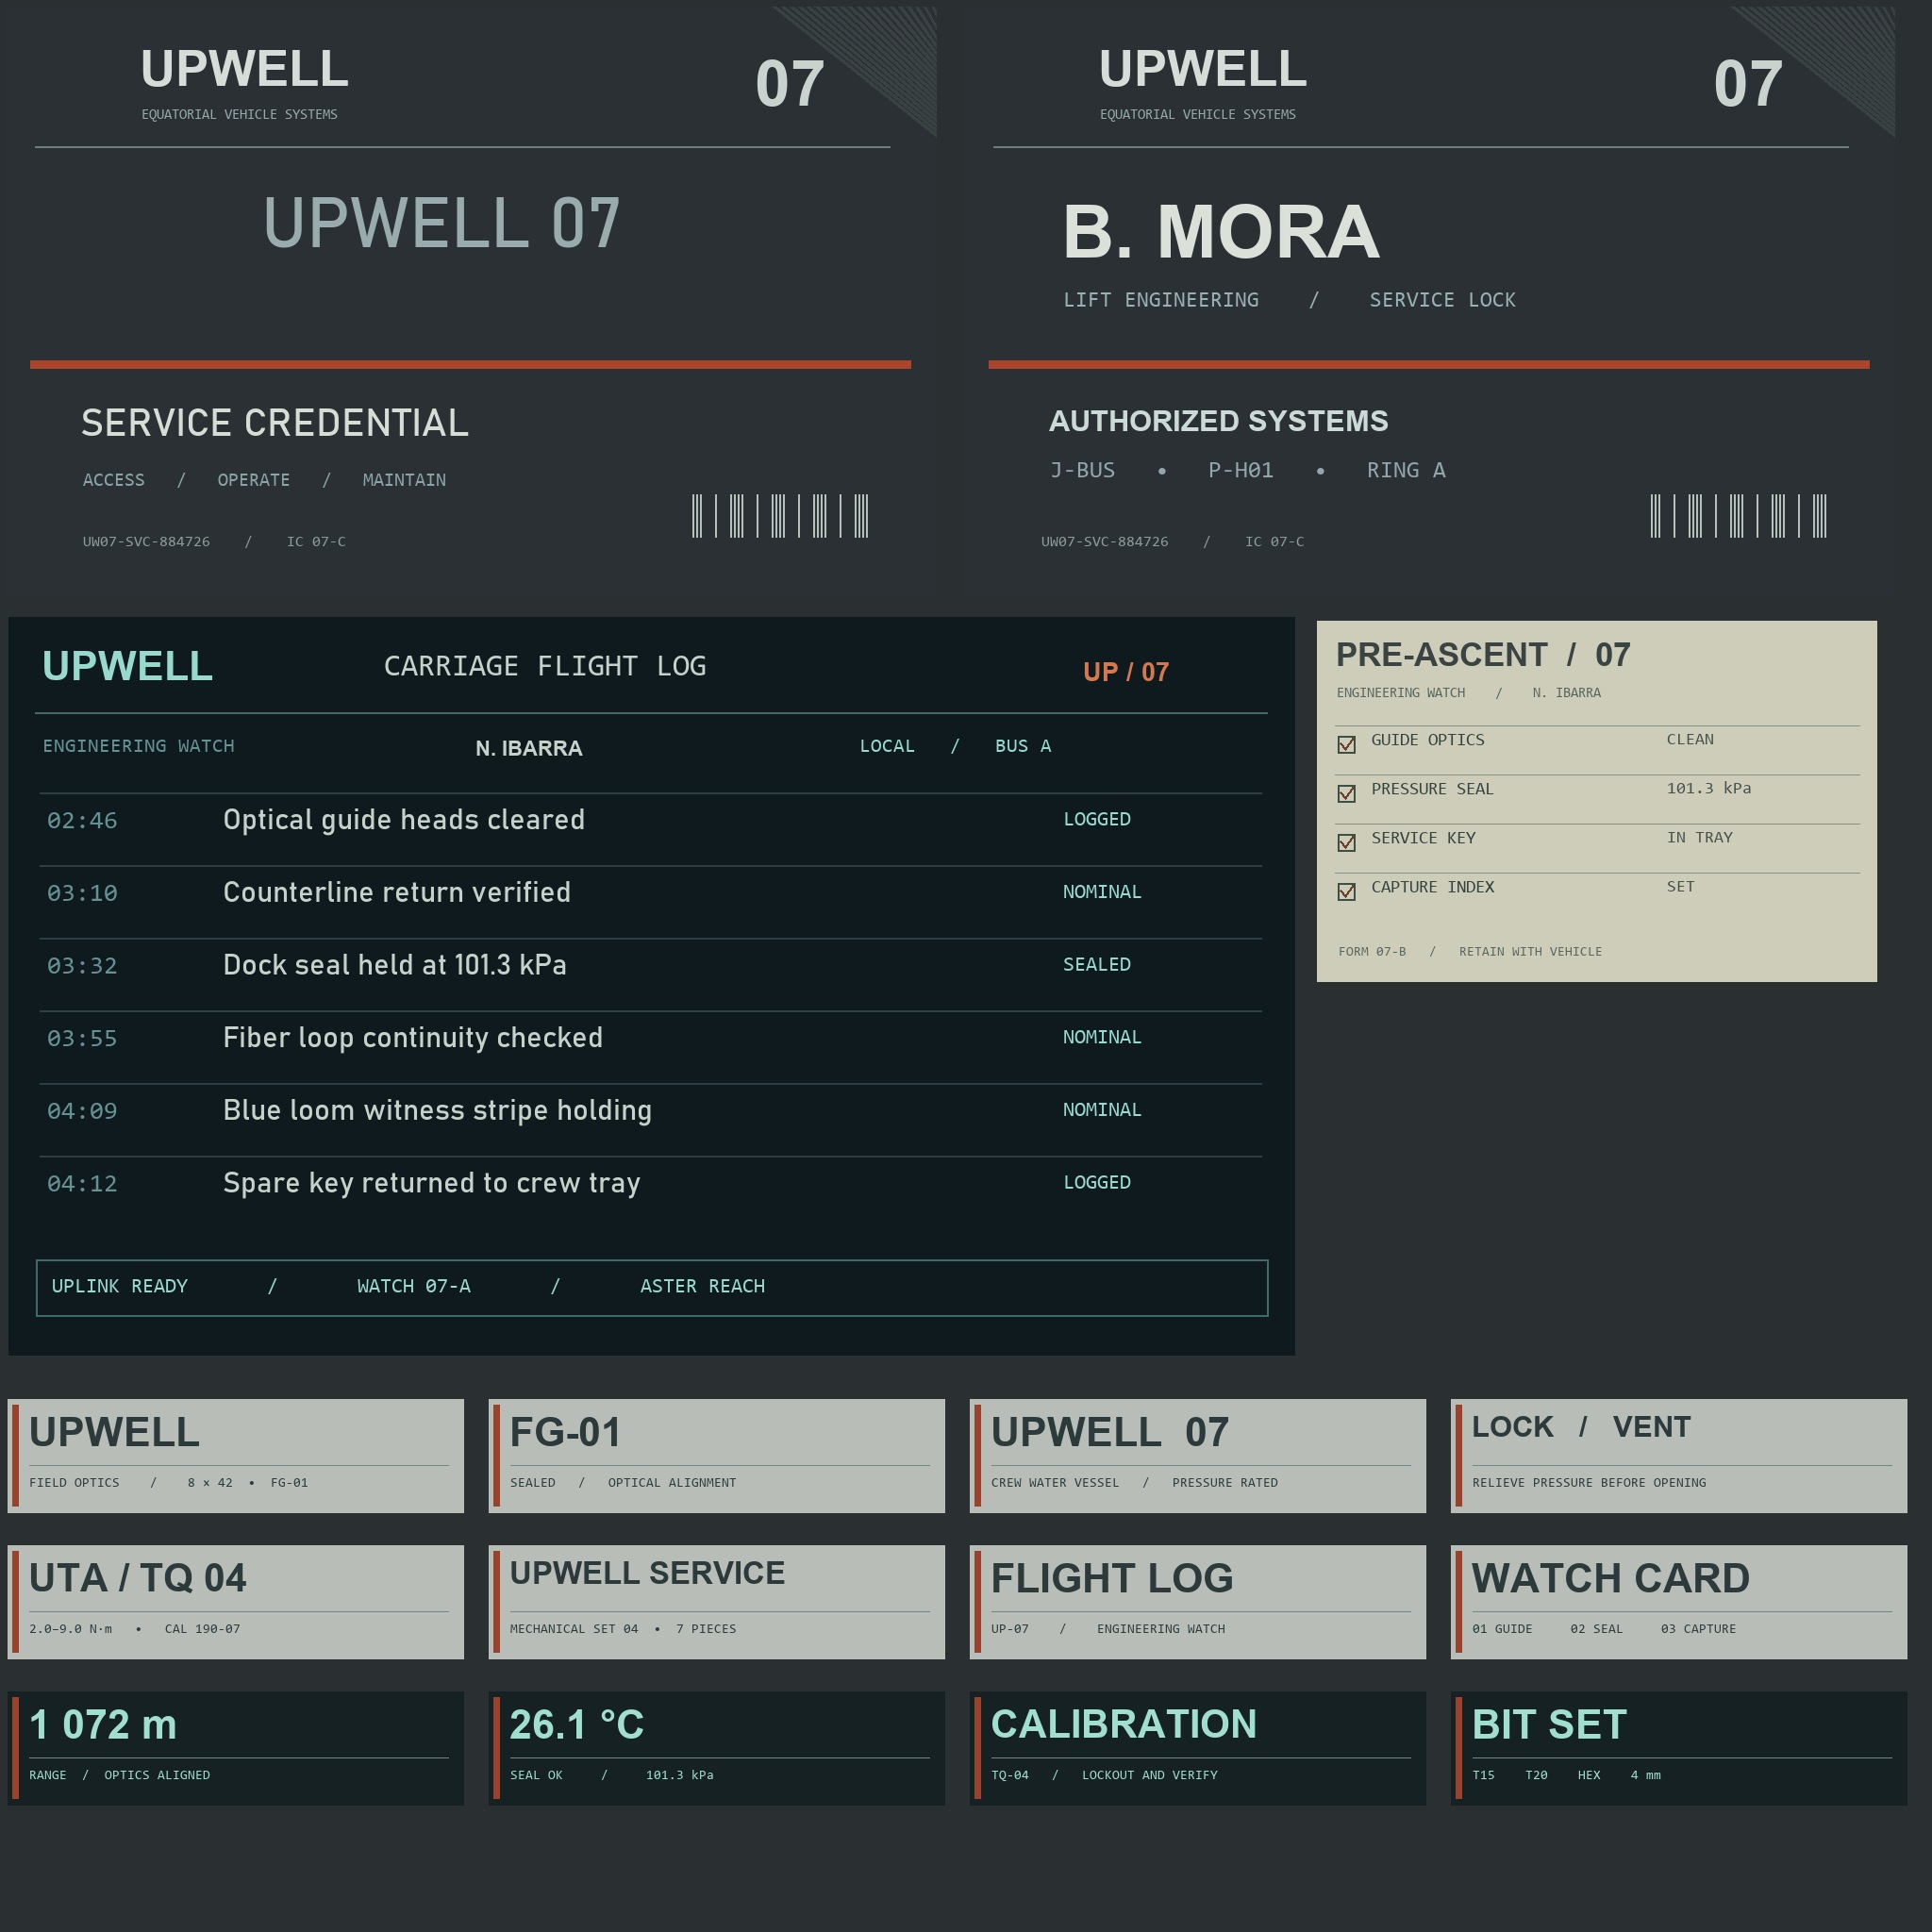 UPWELL
EQUATORIAL VEHICLE SYSTEMS
07
UPWELL 07
SERVICE CREDENTIAL
ACCESS / OPERATE / MAINTAIN
UW07-SVC-884726 / IC 07-C
UPWELL
EQUATORIAL VEHICLE SYSTEMS
07
B. MORA
LIFT ENGINEERING / SERVICE LOCK
AUTHORIZED SYSTEMS
J-BUS • P-H01 • RING A
UW07-SVC-884726 / IC 07-C
UPWELL CARRIAGE FLIGHT LOG UP / 07
ENGINEERING WATCH N. IBARRA LOCAL / BUS A
02:46 Optical guide heads cleared LOGGED
03:10 Counterline return verified NOMINAL
03:32 Dock seal held at 101.3 kPa SEALED
03:55 Fiber loop continuity checked NOMINAL
04:09 Blue loom witness stripe holding NOMINAL
04:12 Spare key returned to crew tray LOGGED
UPLINK READY / WATCH 07-A / ASTER REACH
PRE-ASCENT / 07
ENGINEERING WATCH / N. IBARRA
GUIDE OPTICS CLEAN
PRESSURE SEAL 101.3 kPa
SERVICE KEY IN TRAY
CAPTURE INDEX SET
FORM 07-B / RETAIN WITH VEHICLE
UPWELL
FIELD OPTICS / 8 × 42 • FG-01
FG-01
SEALED / OPTICAL ALIGNMENT
UPWELL 07
CREW WATER VESSEL / PRESSURE RATED
LOCK / VENT
RELIEVE PRESSURE BEFORE OPENING
UTA / TQ 04
2.0–9.0 N·m • CAL 190-07
UPWELL SERVICE
MECHANICAL SET 04 • 7 PIECES
FLIGHT LOG
UP-07 / ENGINEERING WATCH
WATCH CARD
01 GUIDE 02 SEAL 03 CAPTURE
1 072 m
RANGE / OPTICS ALIGNED
26.1 °C
SEAL OK / 101.3 kPa
CALIBRATION
TQ-04 / LOCKOUT AND VERIFY
BIT SET
T15 T20 HEX 4 mm